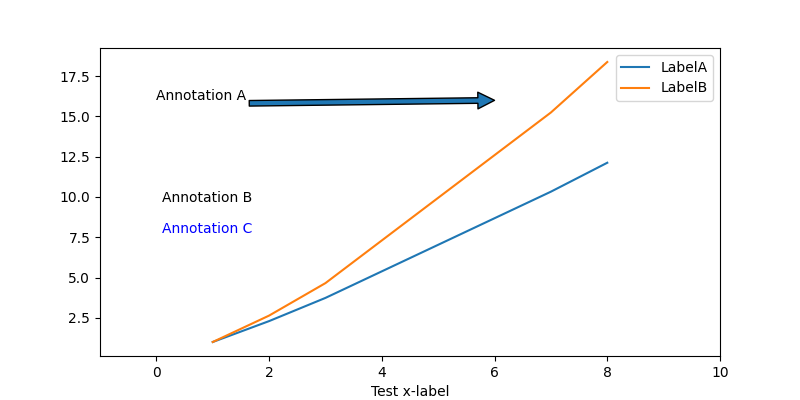 LabelA
LabelB
17.5
Annotation A
15.0
12.5
10.0
Annotation B
Annotation C
7.5
5.0
2.5
0 2 4 6 8 10
Test x-label